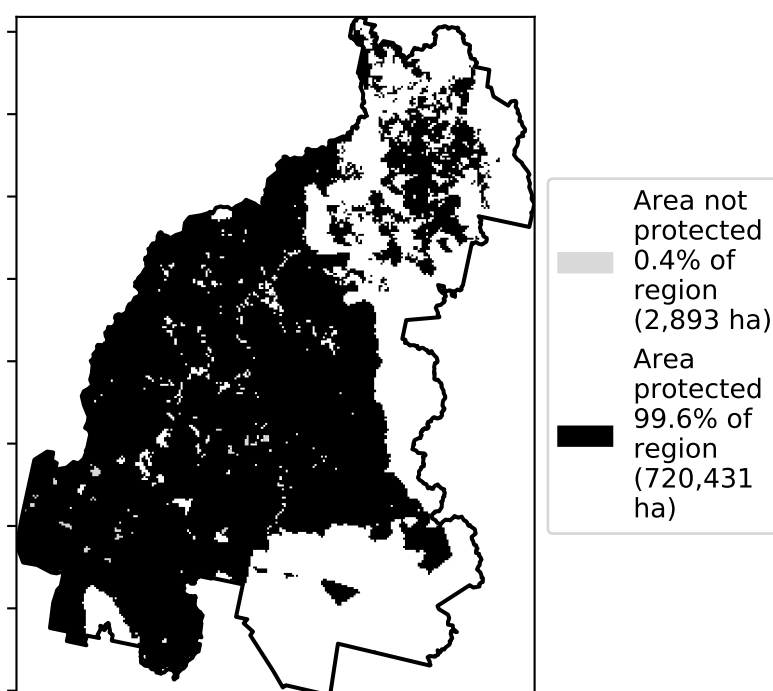 Area not
protected
0.4% of
region
(2,893 ha)
Area
protected
99.6% of
region
(720,431
ha)